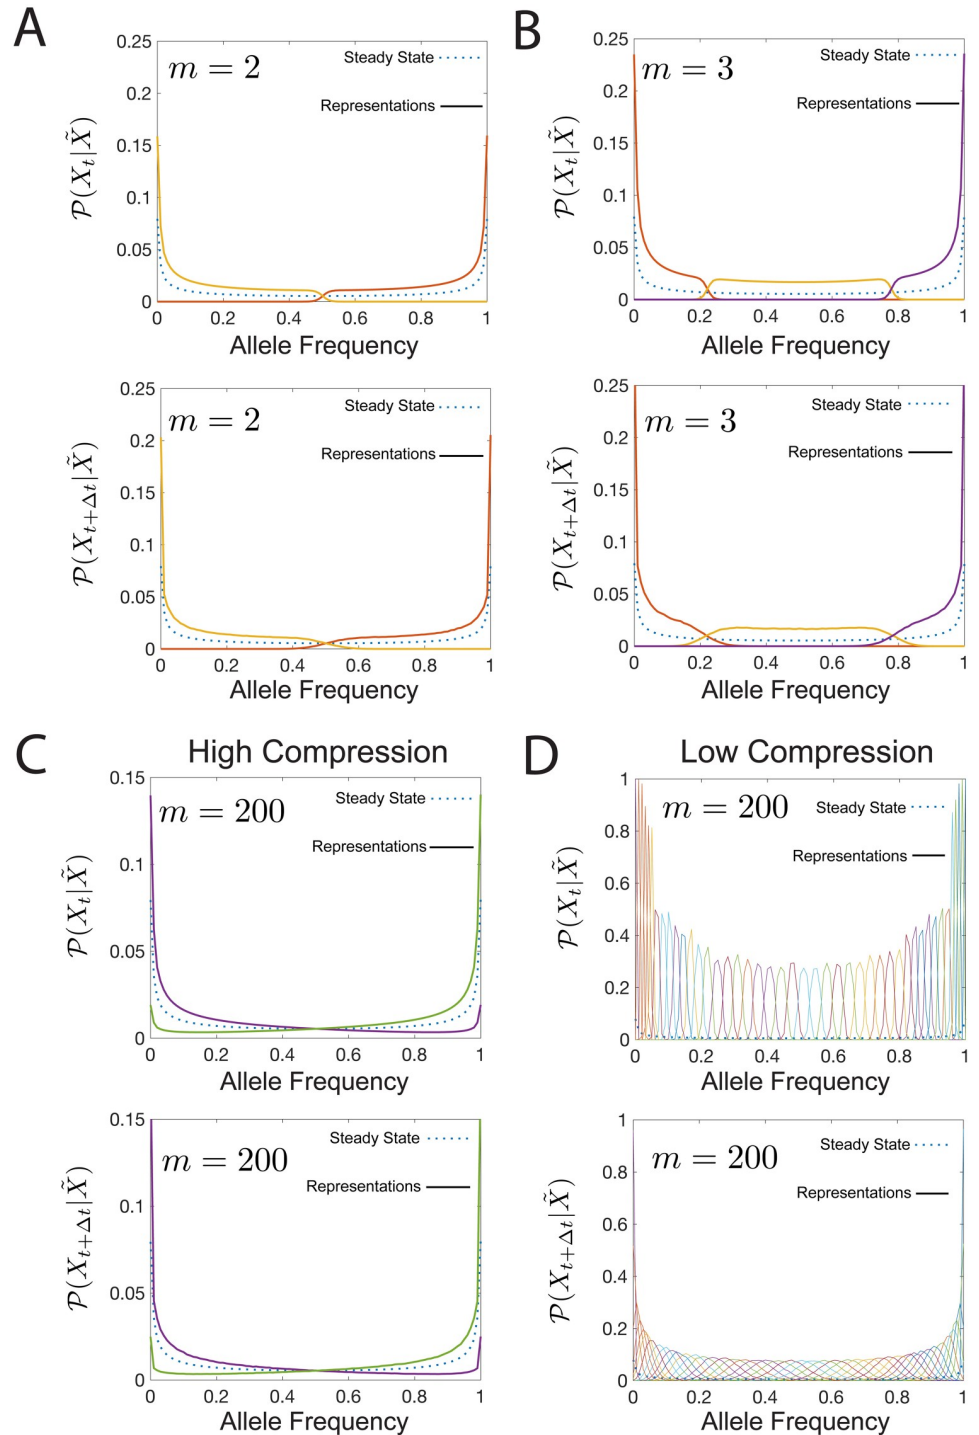 A
0.25
m = 2
Steady State
0.2
Representations
0.15
0.1
0.05
0
0 0.2 0.4 0.6 0.8 1
Allele Frequency
P(X_t|X̃)
B
0.25
m = 3
Steady State
0.2
Representations
0.15
0.1
0.05
0
0 0.2 0.4 0.6 0.8 1
Allele Frequency
P(X_t|X̃)
0.25
m = 2
Steady State
0.2
Representations
0.15
0.1
0.05
0
0 0.2 0.4 0.6 0.8 1
Allele Frequency
P(X_{t+Δt}|X̃)
0.25
m = 3
Steady State
0.2
Representations
0.15
0.1
0.05
0
0 0.2 0.4 0.6 0.8 1
Allele Frequency
P(X_{t+Δt}|X̃)
C
High Compression
0.15
m = 200
Steady State
Representations
0.1
0.05
0
0 0.2 0.4 0.6 0.8 1
Allele Frequency
P(X_t|X̃)
D
Low Compression
1
m = 200
Steady State
0.8
Representations
0.6
0.4
0.2
0
0 0.2 0.4 0.6 0.8 1
Allele Frequency
P(X_t|X̃)
0.15
m = 200
Steady State
Representations
0.1
0.05
0
0 0.2 0.4 0.6 0.8 1
Allele Frequency
P(X_{t+Δt}|X̃)
1
m = 200
Steady State
0.8
Representations
0.6
0.4
0.2
0
0 0.2 0.4 0.6 0.8 1
Allele Frequency
P(X_{t+Δt}|X̃)